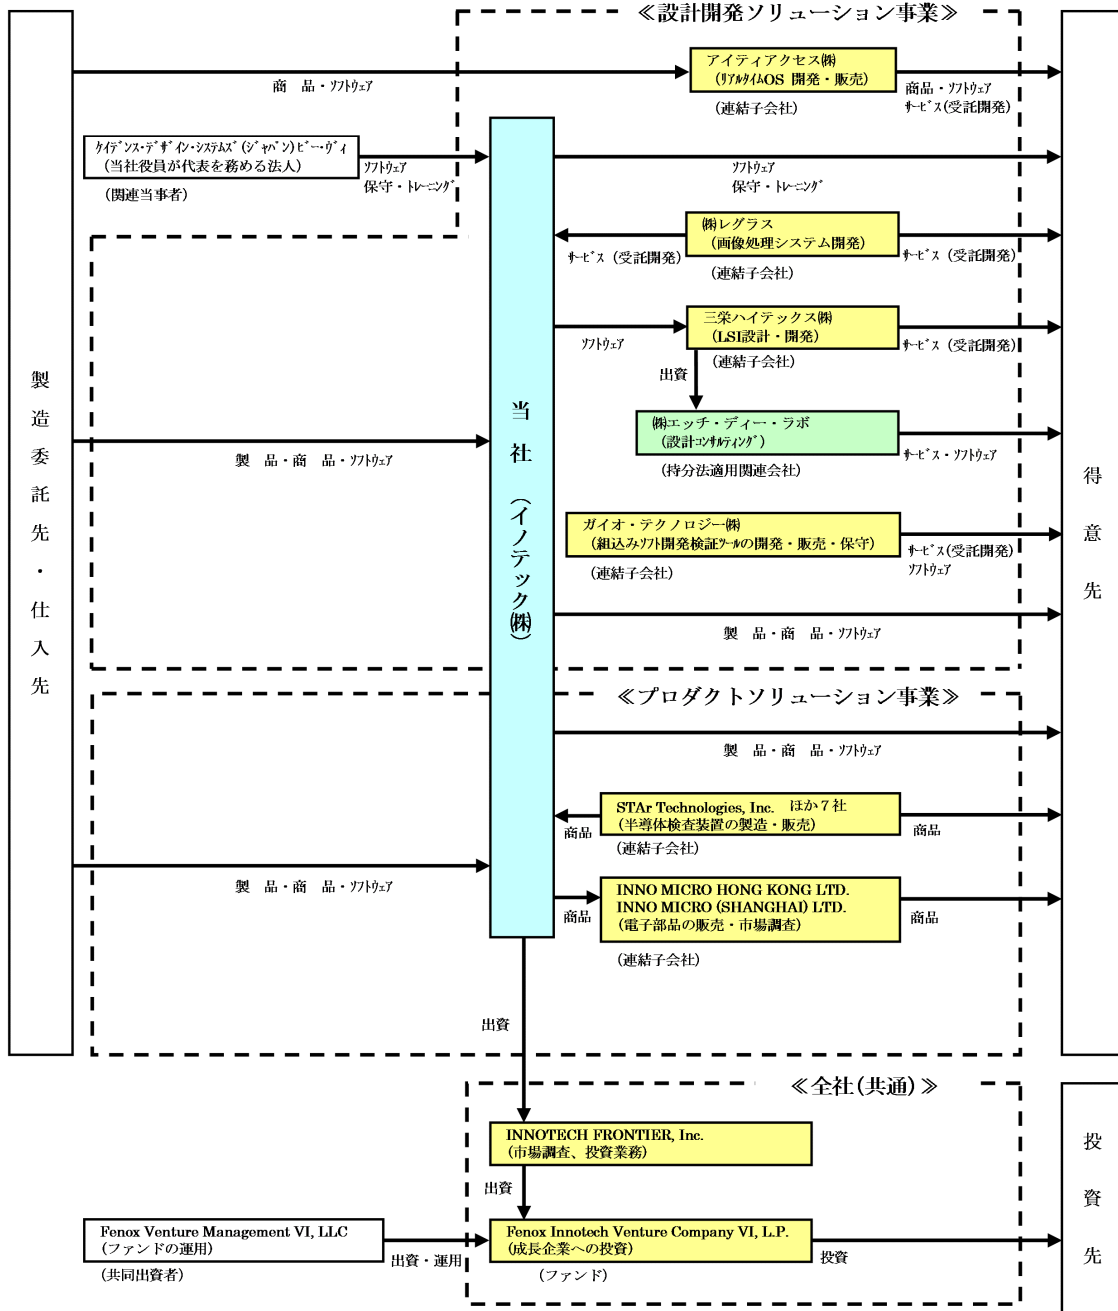 ≪設計開発ソリューション事業≫
アイティアクセス㈱
(ﾘｱﾙﾀｲﾑOS 開発・販売)
(連結子会社)
商　品・ｿﾌﾄｳｪｱ
商品・ｿﾌﾄｳｪｱ
ｻｰﾋﾞｽ(受託開発)
ｹｲﾃﾞﾝｽ・ﾃﾞｻﾞｲﾝ・ｼｽﾃﾑｽﾞ(ｼﾞｬﾊﾟﾝ)ﾋﾞｰ・ｳﾞｨ
(当社役員が代表を務める法人)
(関連当事者)
ｿﾌﾄｳｪｱ
保守・ﾄﾚｰﾆﾝｸﾞ
ｿﾌﾄｳｪｱ
保守・ﾄﾚｰﾆﾝｸﾞ
㈱レグラス
(画像処理システム開発)
(連結子会社)
ｻｰﾋﾞｽ (受託開発)
ｻｰﾋﾞｽ (受託開発)
三栄ハイテックス㈱
(LSI設計・開発)
(連結子会社)
ｿﾌﾄｳｪｱ
ｻｰﾋﾞｽ (受託開発)
出資
㈱エッチ・ディー・ラボ
(設計ｺﾝｻﾙﾃｨﾝｸﾞ)
(持分法適用関連会社)
ｻｰﾋﾞｽ・ｿﾌﾄｳｪｱ
製造委託先・仕入先
当社(イノテック㈱)
得意先
製　品・商　品・ｿﾌﾄｳｪｱ
ガイオ・テクノロジー㈱
(組込みｿﾌﾄ開発検証ﾂｰﾙの開発・販売・保守)
(連結子会社)
ｻｰﾋﾞｽ(受託開発)
ｿﾌﾄｳｪｱ
製　品・商　品・ｿﾌﾄｳｪｱ
≪プロダクトソリューション事業≫
製　品・商　品・ｿﾌﾄｳｪｱ
STAr Technologies, Inc.　ほか７社
(半導体検査装置の製造・販売)
(連結子会社)
商品
商品
製　品・商　品・ｿﾌﾄｳｪｱ
INNO MICRO HONG KONG LTD.
INNO MICRO (SHANGHAI) LTD.
(電子部品の販売・市場調査)
(連結子会社)
商品
商品
出資
≪全社(共通)≫
INNOTECH FRONTIER, Inc.
(市場調査、投資業務)
出資
Fenox Venture Management VI, LLC
(ファンドの運用)
(共同出資者)
出資・運用
Fenox Innotech Venture Company VI, L.P.
(成長企業への投資)
(ファンド)
投資
投資先